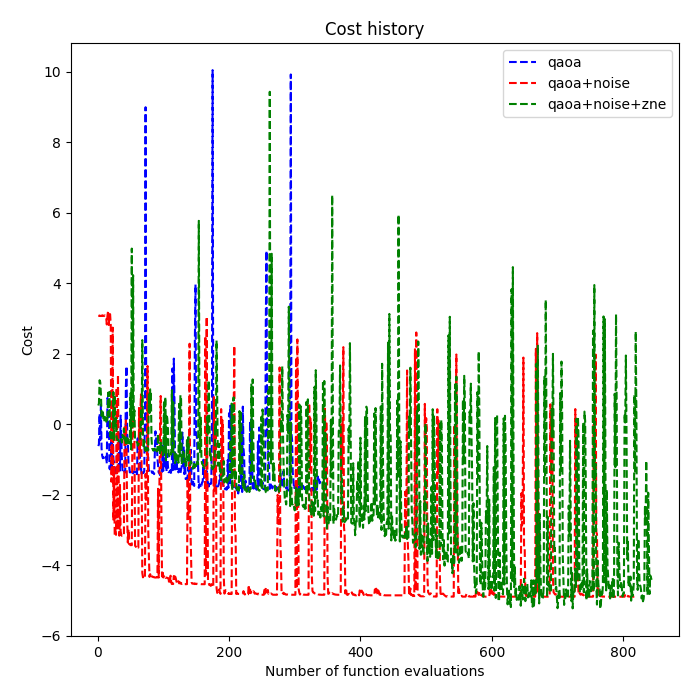 Cost history
qaoa
qaoa+noise
qaoa+noise+zne
Cost
10
8
6
4
2
0
−2
−4
−6
0 200 400 600 800
Number of function evaluations